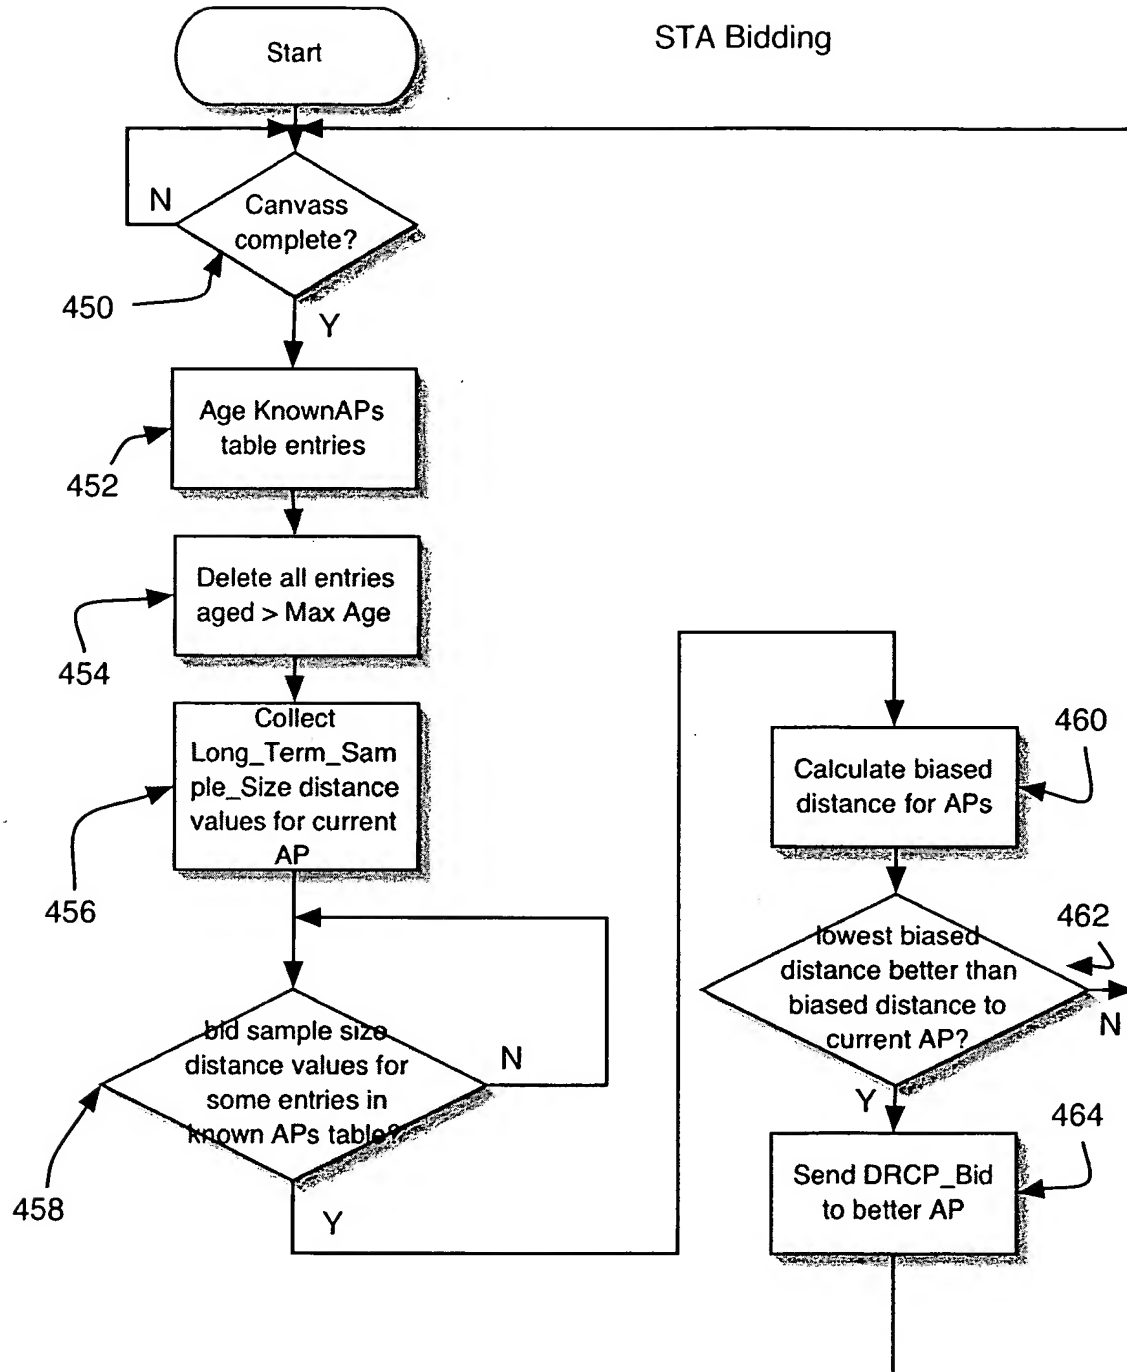 STA Bidding
Start
N
Canvass
complete?
450
Y
Age KnownAPs
table entries
452
Delete all entries
aged > Max Age
454
Collect
Long_Term_Sam
ple_Size distance
values for current
AP
456
bid sample size
distance values for
some entries in
known APs table?
N
458
Y
460
Calculate biased
distance for APs
462
lowest biased
distance better than
biased distance to
current AP?
N
Y
464
Send DRCP_Bid
to better AP